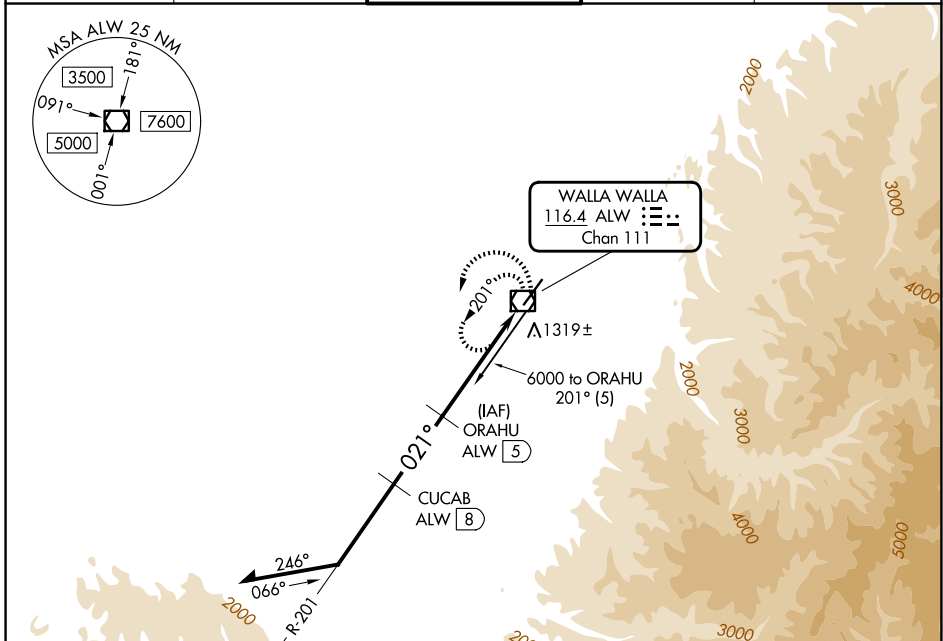 MSA ALW 25 NM
3500
181°
091°
7600
5000
001°
2000
3000
4000
WALLA WALLA
116.4 ALW
Chan 111
201°
1319±
6000 to ORAHU
201° (5)
2000
3000
(IAF)
ORAHU
ALW 5
021°
CUCAB
ALW 8
4000
5000
246°
066°
R-201
2000
3000